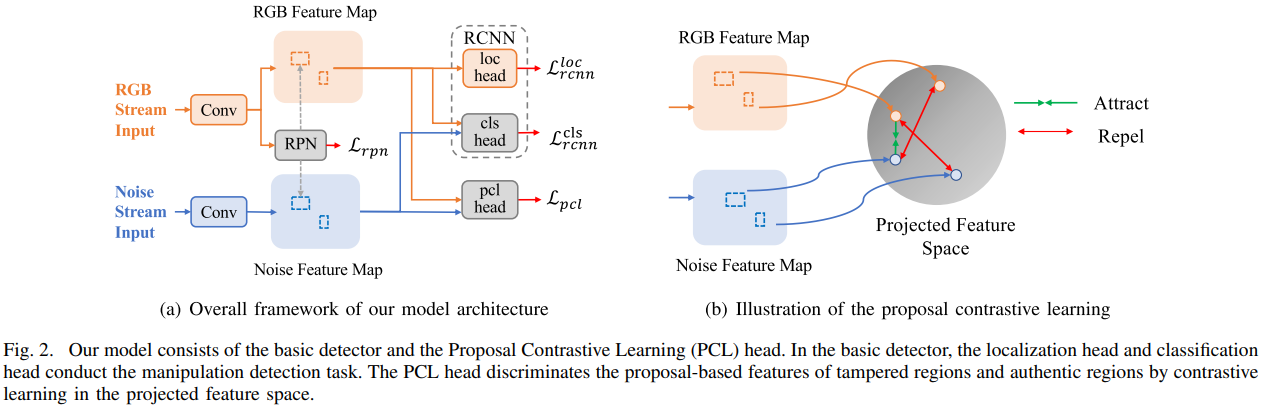 RGB Feature Map
RCNN
loc
head
ℒ_{rcnn}^{loc}
RGB
Stream
Input
Conv
RPN
ℒ_{rpn}
cls
head
ℒ_{rcnn}^{cls}
Noise
Stream
Input
Conv
pcl
head
ℒ_{pcl}
Noise Feature Map
(a) Overall framework of our model architecture
RGB Feature Map
Attract
Repel
Projected Feature
Space
Noise Feature Map
(b) Illustration of the proposal contrastive learning
Fig. 2. Our model consists of the basic detector and the Proposal Contrastive Learning (PCL) head. In the basic detector, the localization head and classification
head conduct the manipulation detection task. The PCL head discriminates the proposal-based features of tampered regions and authentic regions by contrastive
learning in the projected feature space.